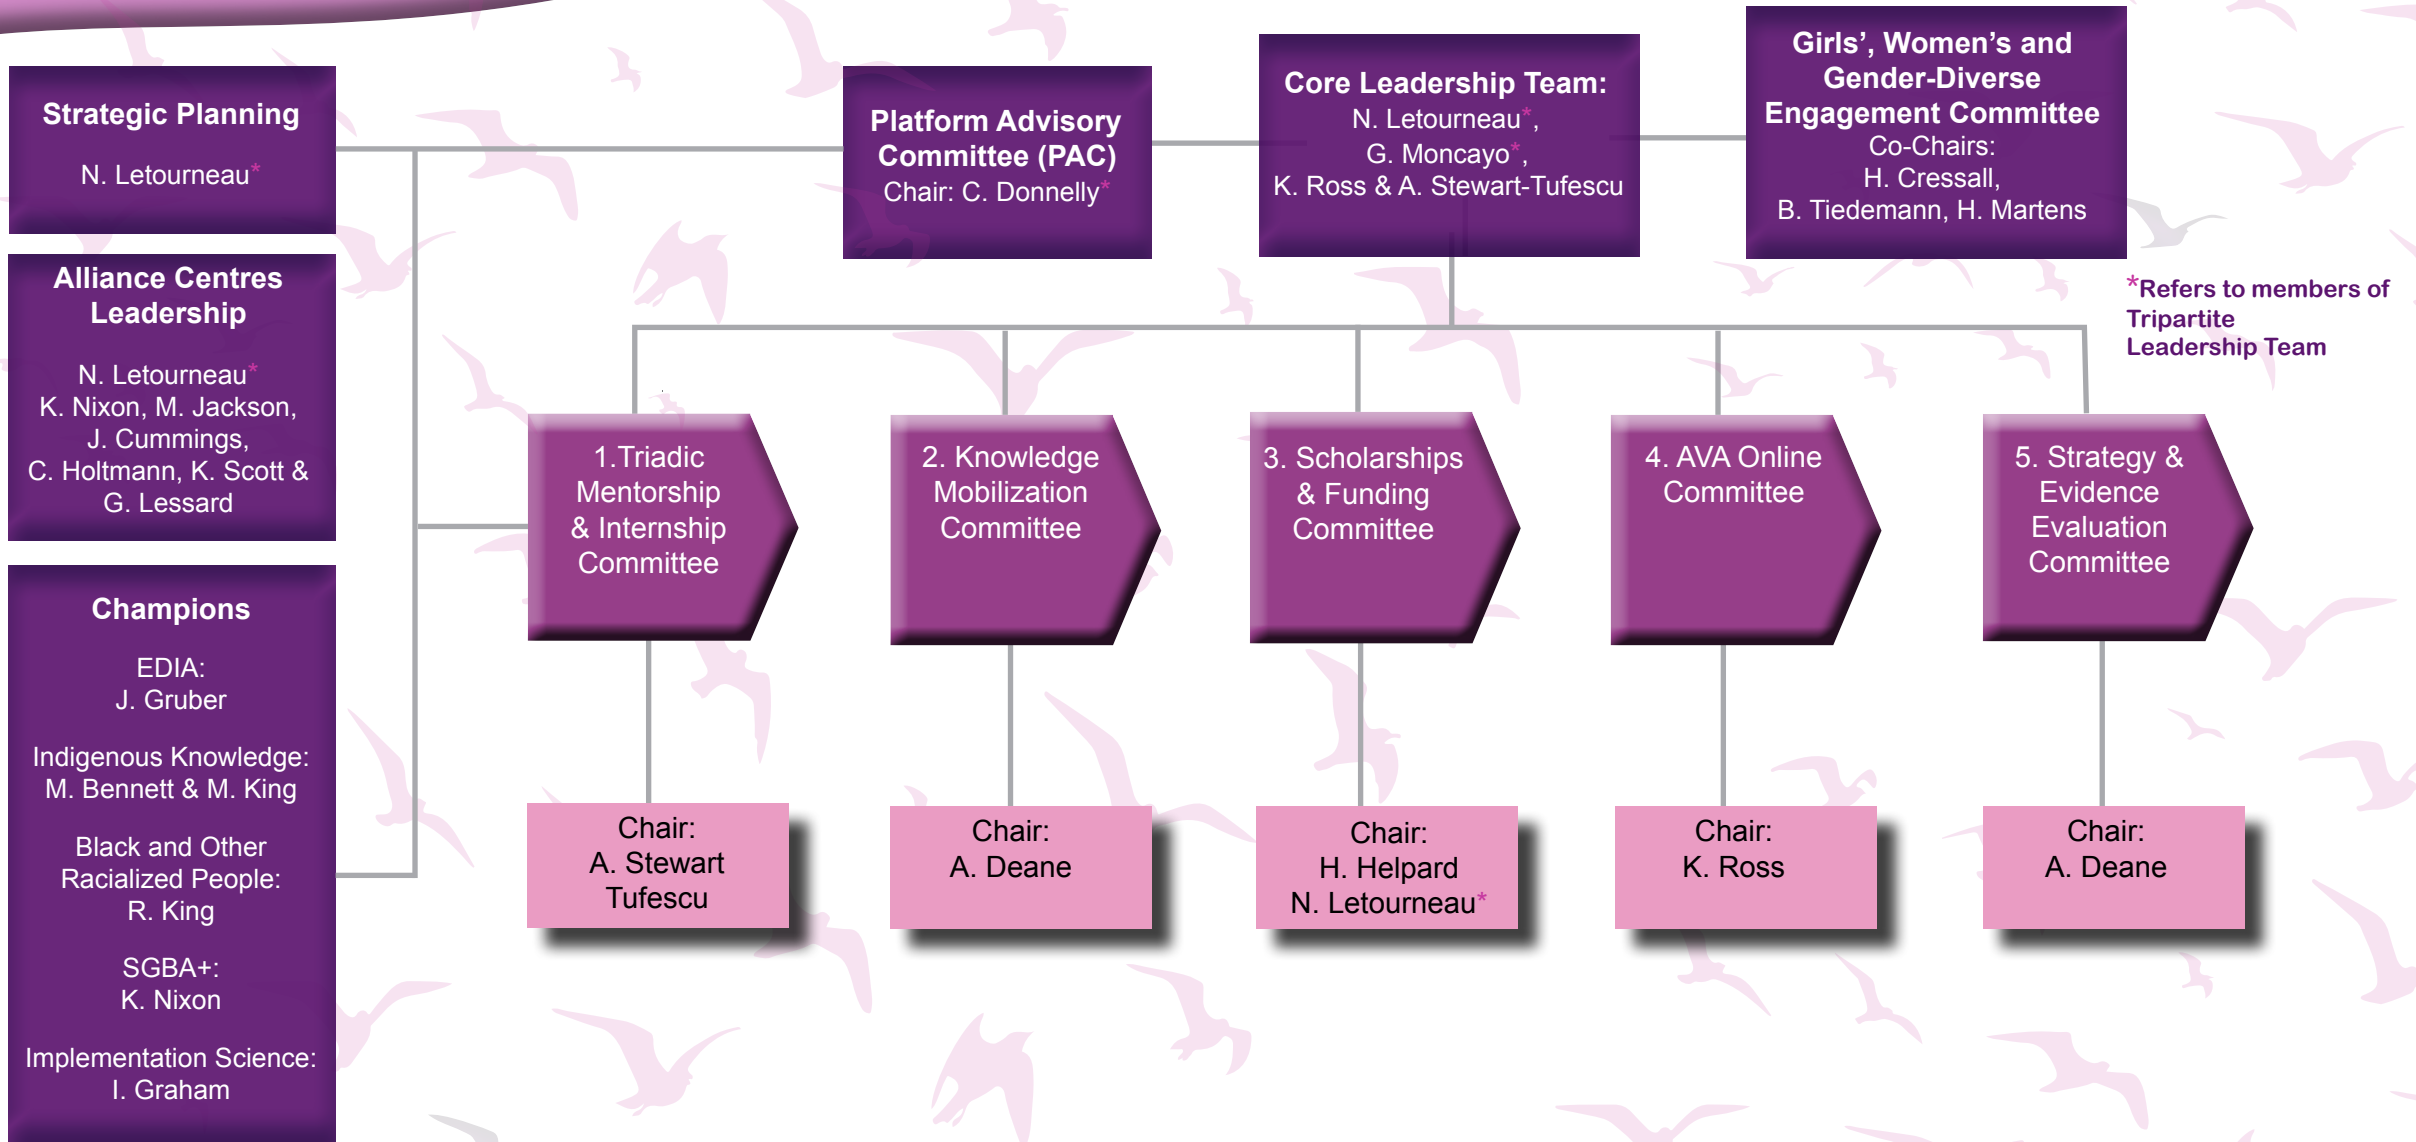 Strategic Planning
N. Letourneau*
Alliance Centres
Leadership
N. Letourneau*
K. Nixon, M. Jackson,
J. Cummings,
C. Holtmann, K. Scott &
G. Lessard
Champions
EDIA:
J. Gruber
Indigenous Knowledge:
M. Bennett & M. King
Black and Other
Racialized People:
R. King
SGBA+:
K. Nixon
Implementation Science:
I. Graham
Platform Advisory
Committee (PAC)
Chair: C. Donnelly*
Core Leadership Team:
N. Letourneau*,
G. Moncayo*,
K. Ross & A. Stewart-Tufescu
Girls’, Women’s and
Gender-Diverse
Engagement Committee
Co-Chairs:
H. Cressall,
B. Tiedemann, H. Martens
*Refers to members of
Tripartite
Leadership Team
1.Triadic
Mentorship
& Internship
Committee
2. Knowledge
Mobilization
Committee
3. Scholarships
& Funding
Committee
4. AVA Online
Committee
5. Strategy &
Evidence
Evaluation
Committee
Chair:
A. Stewart
Tufescu
Chair:
A. Deane
Chair:
H. Helpard
N. Letourneau*
Chair:
K. Ross
Chair:
A. Deane